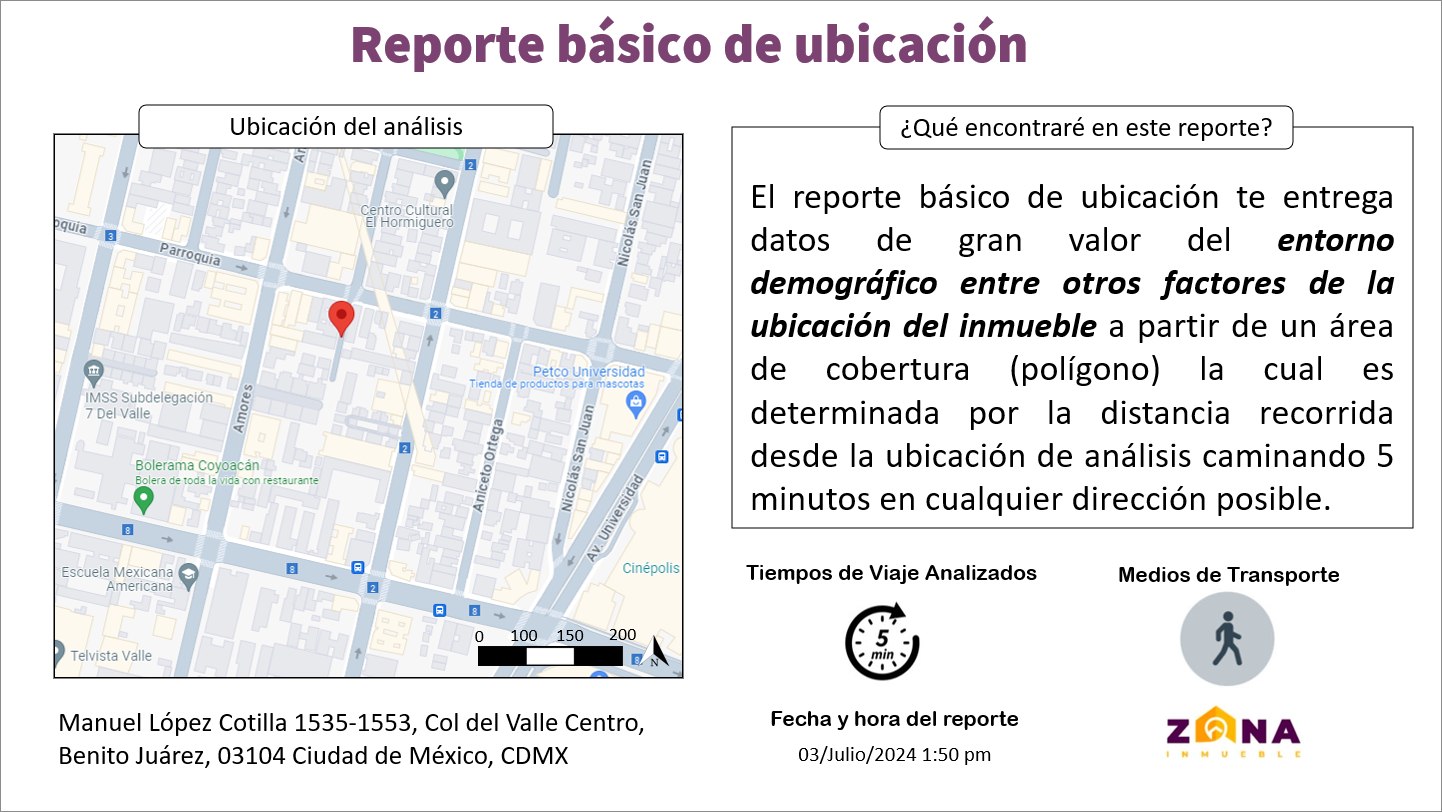 Reporte básico de ubicación
Ubicación del análisis
Centro Cultural
El Hormiguero
Nicolás San Juan
oquia
3
Parroquia
2
2
Petco Universidad
Tienda de productos para mascotas
IMSS Subdelegación
7 Del Valle
Amores
2
Aniceto Ortega
Nicolás San Juan
Av. Universidad
Bolerama Coyoacán
Bolera de toda la vida con restaurante
8
8
2
8
8
Escuela Mexicana
Americana
Cinépolis
Telvista Valle
0 100 150 200
N
Manuel López Cotilla 1535-1553, Col del Valle Centro,
Benito Juárez, 03104 Ciudad de México, CDMX
¿Qué encontraré en este reporte?
El reporte básico de ubicación te entrega
datos de gran valor del entorno
demográfico entre otros factores de la
ubicación del inmueble a partir de un área
de cobertura (polígono) la cual es
determinada por la distancia recorrida
desde la ubicación de análisis caminando 5
minutos en cualquier dirección posible.
Tiempos de Viaje Analizados
5
min
Medios de Transporte
Fecha y hora del reporte
03/Julio/2024 1:50 pm
ZONA
INMUEBLE